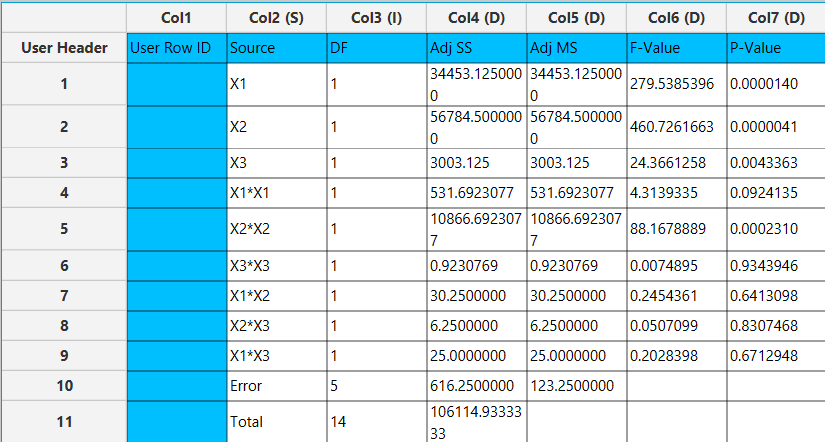 Col1 Col2 (S) Col3 (I) Col4 (D) Col5 (D) Col6 (D) Col7 (D)
User Header User Row ID Source DF Adj SS Adj MS F-Value P-Value
1 X1 1 34453.125000 34453.125000 279.5385396 0.0000140
0 0
2 X2 1 56784.500000 56784.500000 460.7261663 0.0000041
0 0
3 X3 1 3003.125 3003.125 24.3661258 0.0043363
4 X1*X1 1 531.6923077 531.6923077 4.3139335 0.0924135
5 X2*X2 1 10866.692307 10866.692307 88.1678889 0.0002310
7 7
6 X3*X3 1 0.9230769 0.9230769 0.0074895 0.9343946
7 X1*X2 1 30.2500000 30.2500000 0.2454361 0.6413098
8 X2*X3 1 6.2500000 6.2500000 0.0507099 0.8307468
9 X1*X3 1 25.0000000 25.0000000 0.2028398 0.6712948
10 Error 5 616.2500000 123.2500000
11 Total 14 106114.93333
33